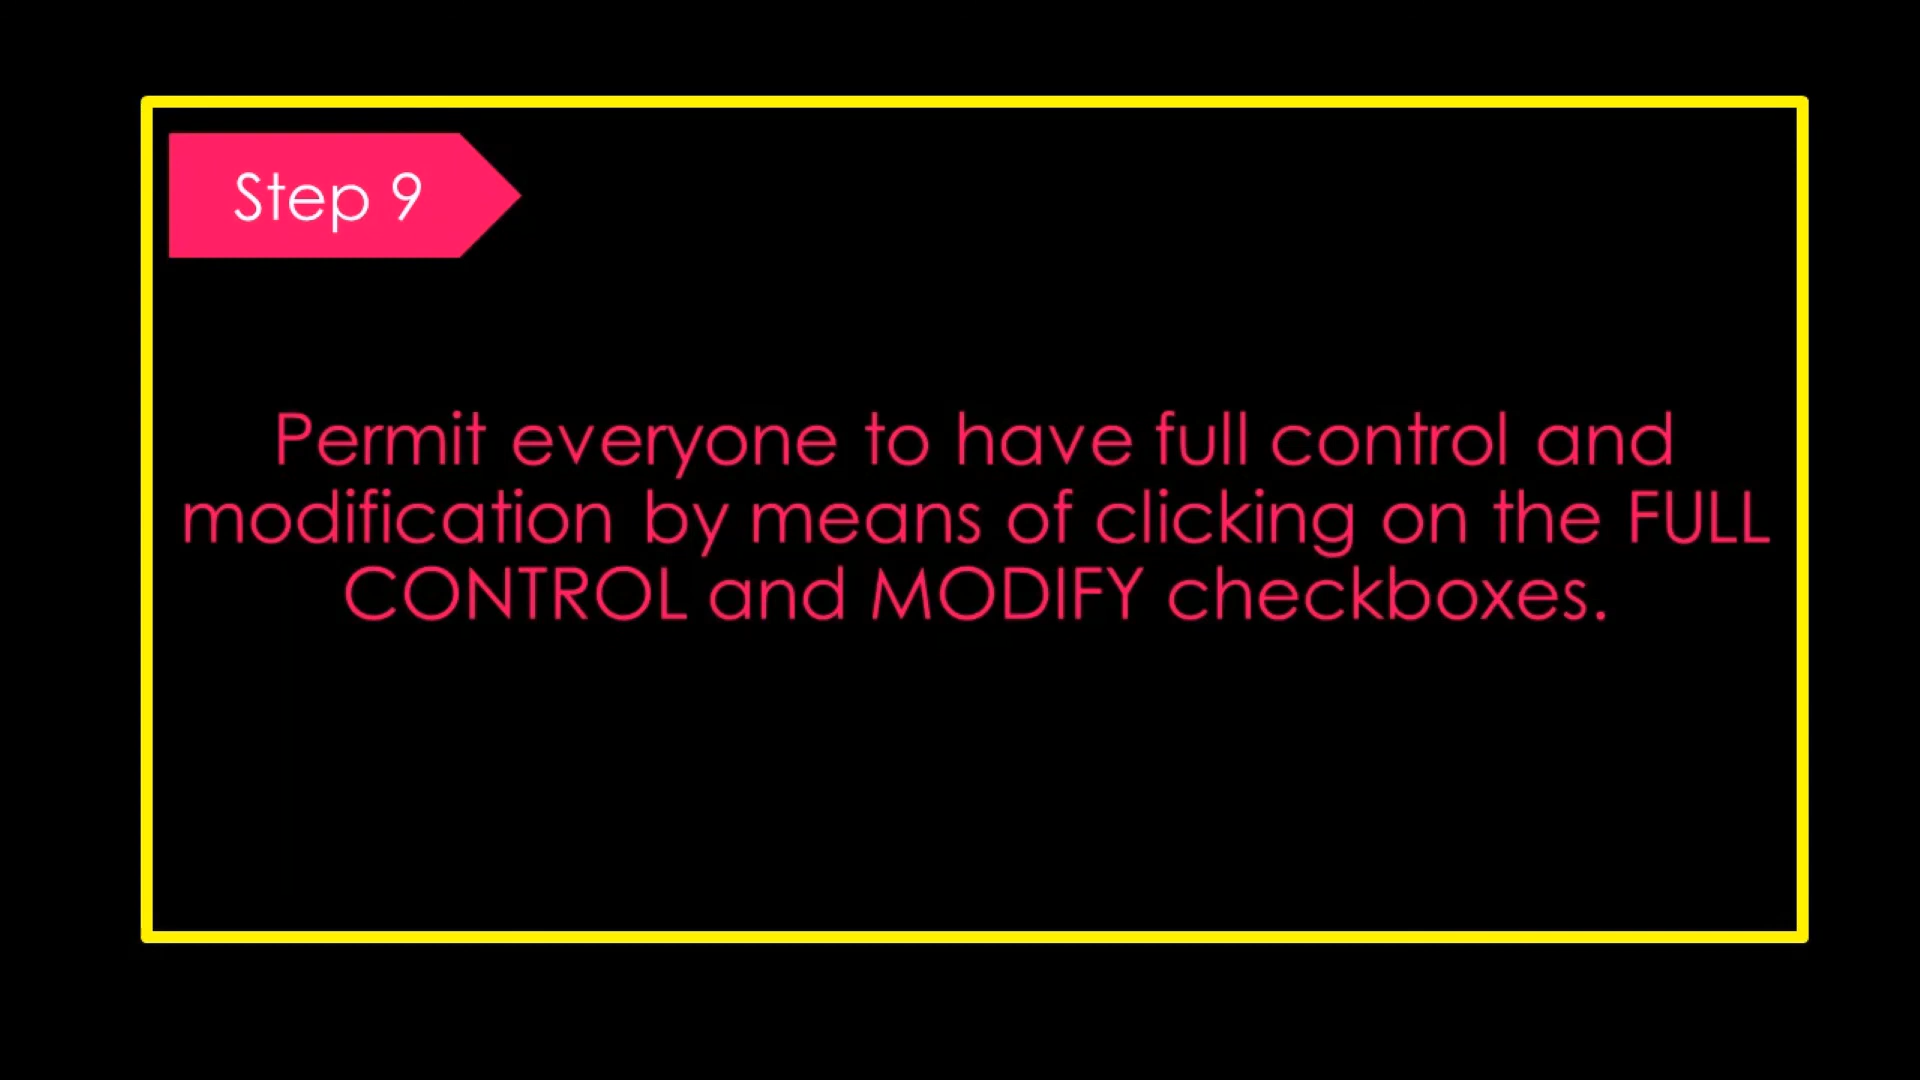 Step 9
Permit everyone to have full control and
modification by means of clicking on the FULL
CONTROL and MODIFY checkboxes.